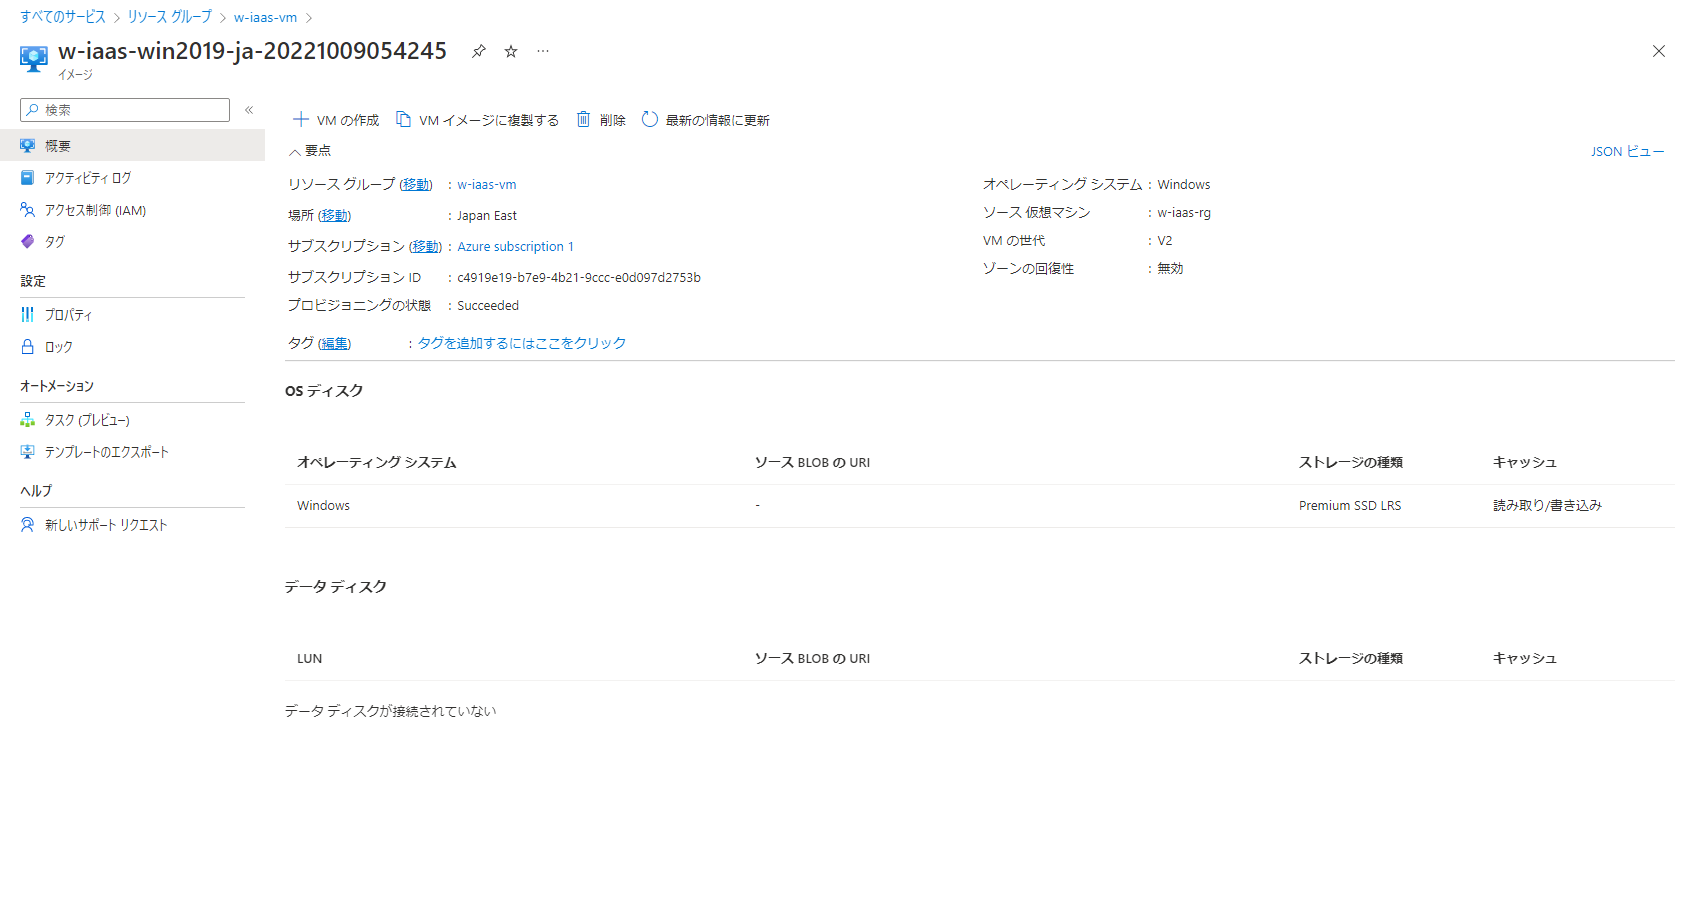 すべてのサービス > リソース グループ > w-iaas-vm >
w-iaas-win2019-ja-20221009054245
イメージ
検索
概要
アクティビティ ログ
アクセス制御 (IAM)
タグ
設定
プロパティ
ロック
オートメーション
タスク (プレビュー)
テンプレートのエクスポート
ヘルプ
新しいサポート リクエスト
VM の作成 VM イメージに複製する 削除 最新の情報に更新
要点 JSON ビュー
リソース グループ (移動) : w-iaas-vm
場所 (移動) : Japan East
サブスクリプション (移動) : Azure subscription 1
サブスクリプション ID : c4919e19-b7e9-4b21-9ccc-e0d097d2753b
プロビジョニングの状態 : Succeeded
オペレーティング システム : Windows
ソース 仮想マシン : w-iaas-rg
VM の世代 : V2
ゾーンの回復性 : 無効
タグ (編集) : タグを追加するにはここをクリック
OS ディスク
オペレーティング システム ソース BLOB の URI ストレージの種類 キャッシュ
Windows - Premium SSD LRS 読み取り/書き込み
データ ディスク
LUN ソース BLOB の URI ストレージの種類 キャッシュ
データ ディスクが接続されていない